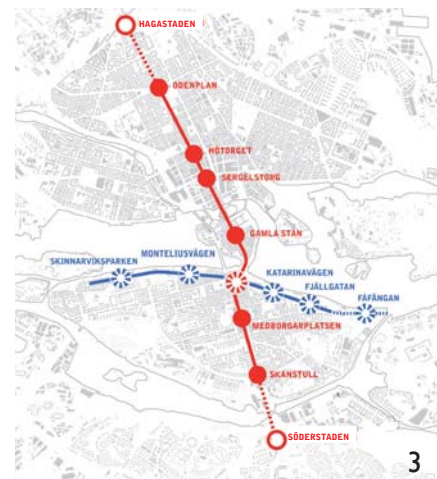 HAGASTADEN
ODENPLAN
HÖTORGET
SERGELSTORG
GAMLA STAN
MONTELIUSVÄGEN
SKINNARVIKSPARKEN
KATARINAVÄGEN
FJÄLLGATAN
FÅFÄNGAN
MEDBORGARPLATSEN
SKANSTULL
SÖDERSTADEN
3